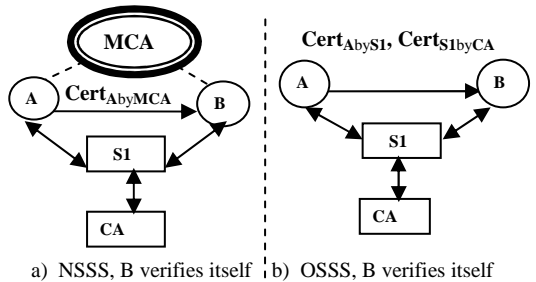 MCA
A
Cert_AbyMCA
B
S1
CA
a) NSSS, B verifies itself
Cert_AbyS1, Cert_S1byCA
A
B
S1
CA
b) OSSS, B verifies itself